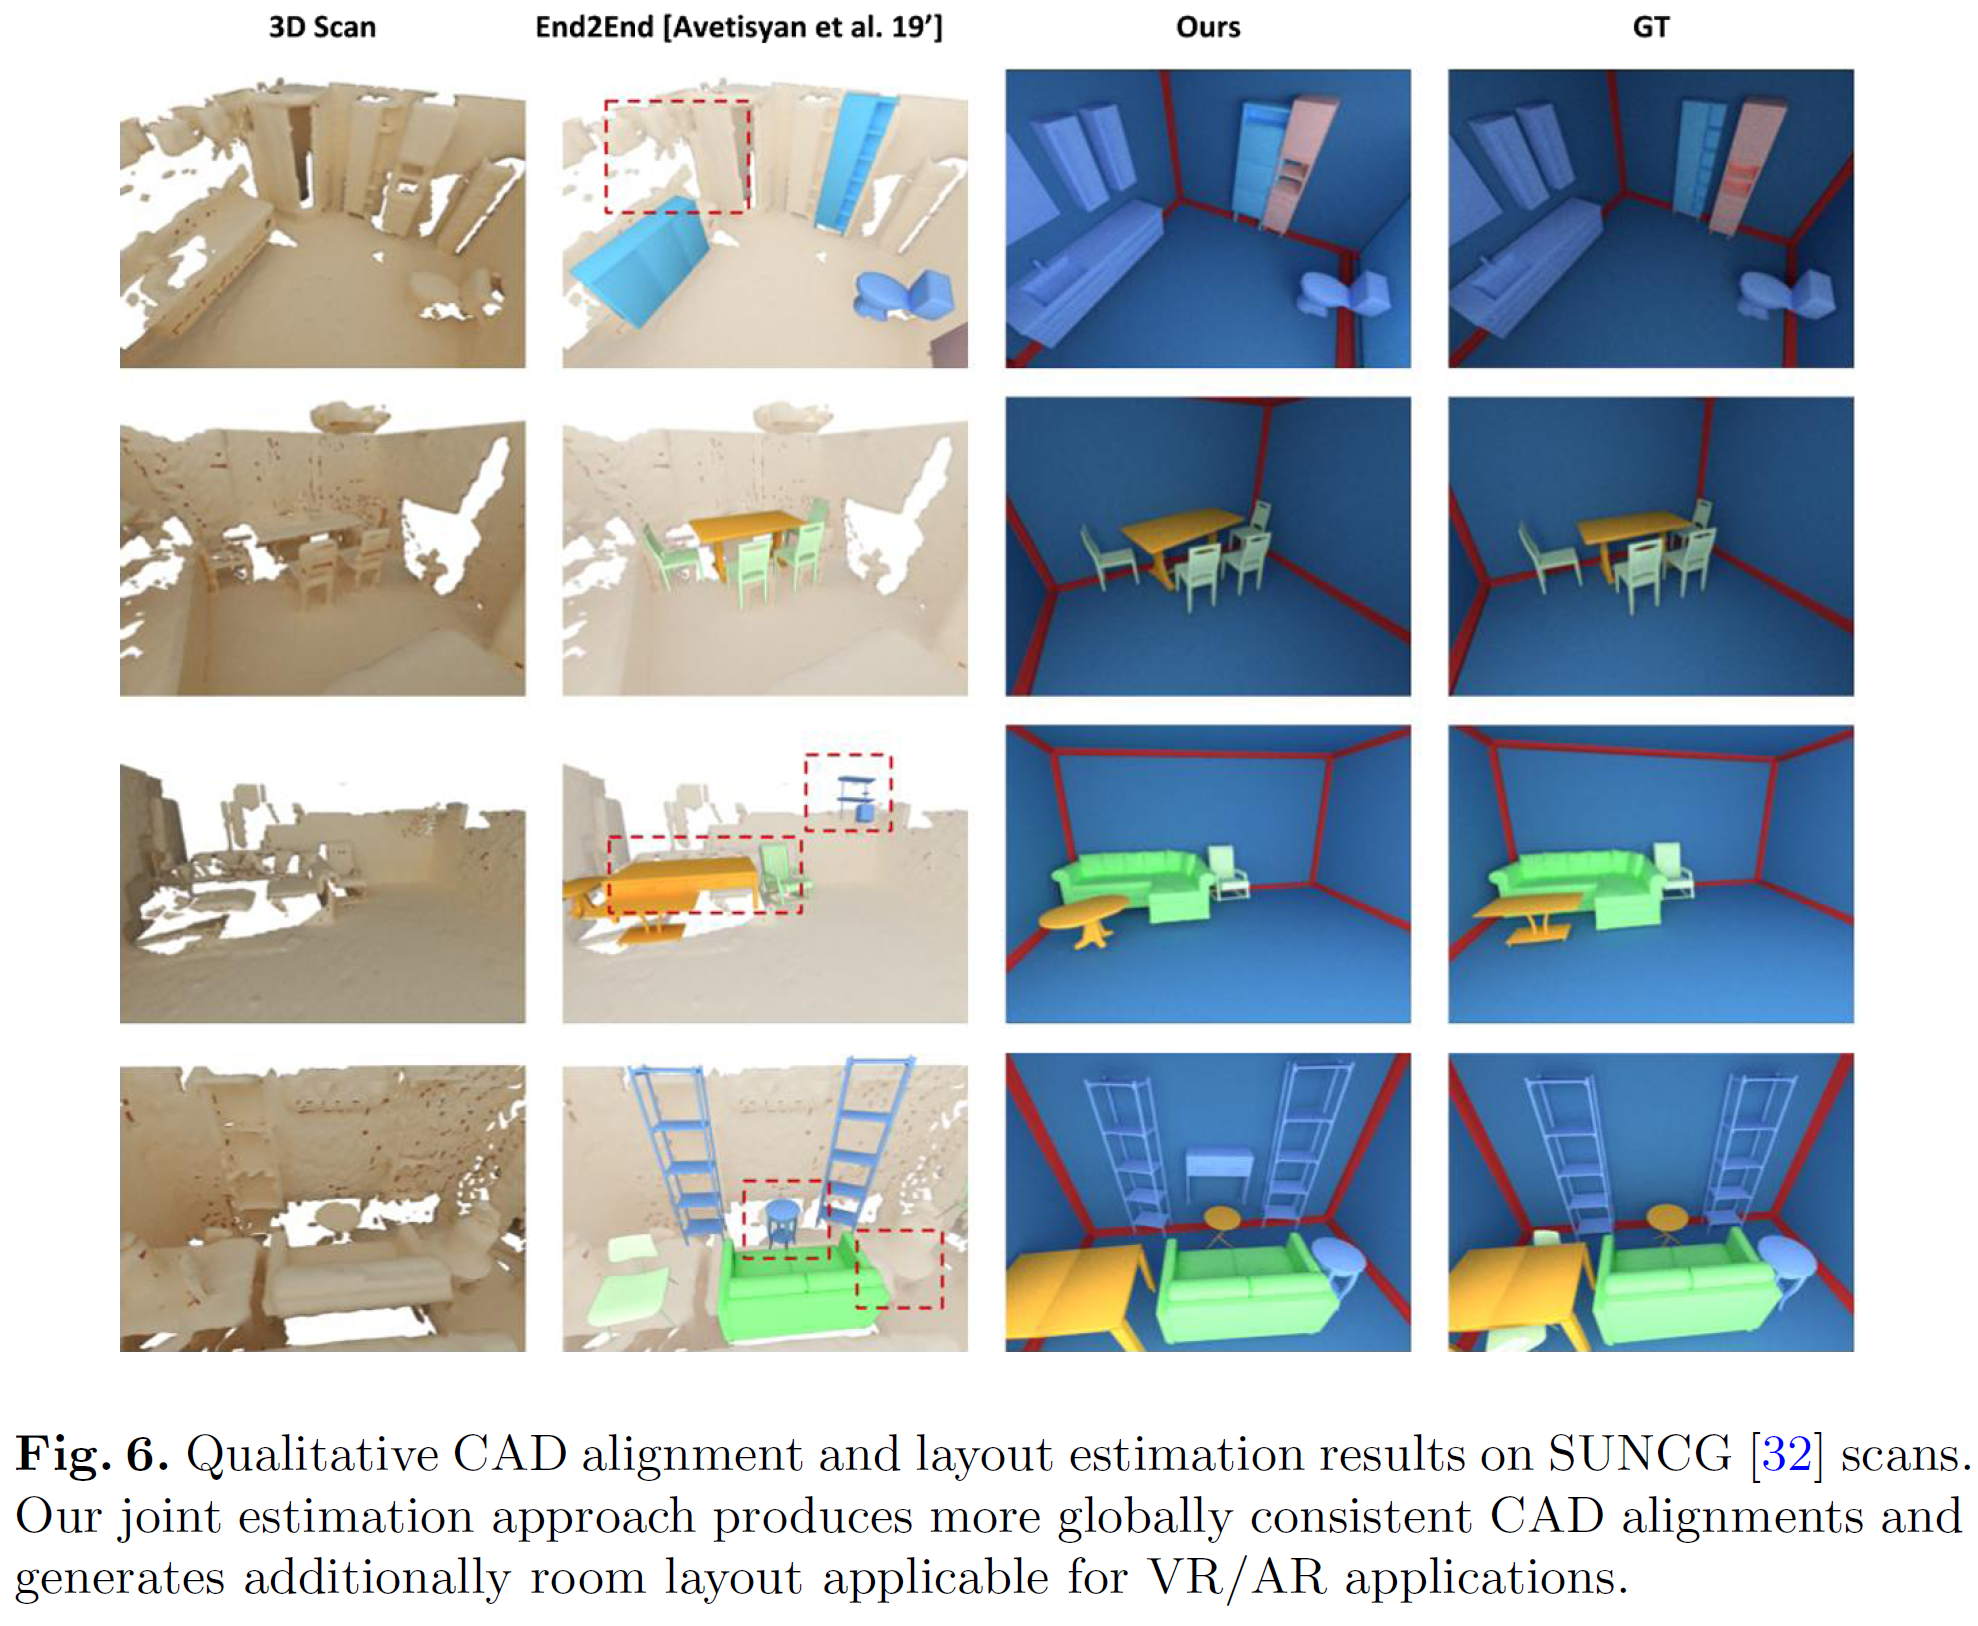 3D Scan End2End [Avetisyan et al. 19’] Ours GT
Fig. 6. Qualitative CAD alignment and layout estimation results on SUNCG [32] scans.
Our joint estimation approach produces more globally consistent CAD alignments and
generates additionally room layout applicable for VR/AR applications.